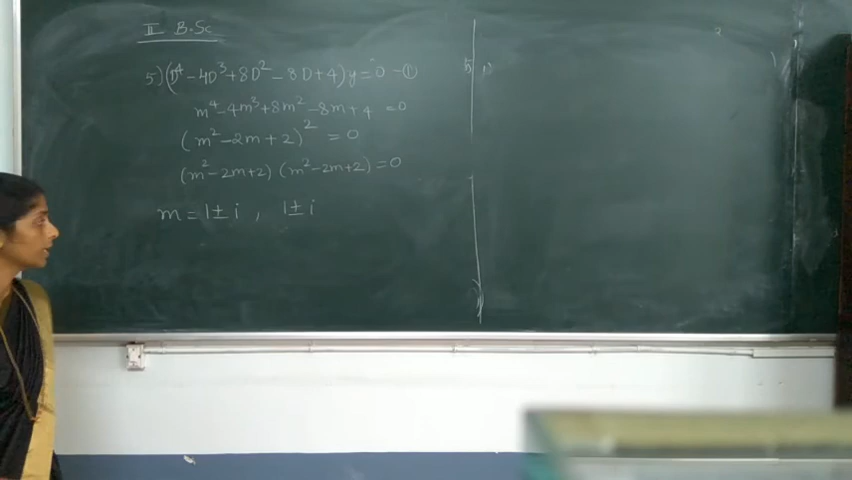 II B.Sc
5) (D⁴ - 4D³ + 8D² - 8D + 4) y = 0 - ①
m⁴ - 4m³ + 8m² - 8m + 4 = 0
(m² - 2m + 2)² = 0
(m² - 2m + 2) (m² - 2m + 2) = 0
m = 1 ± i , 1 ± i